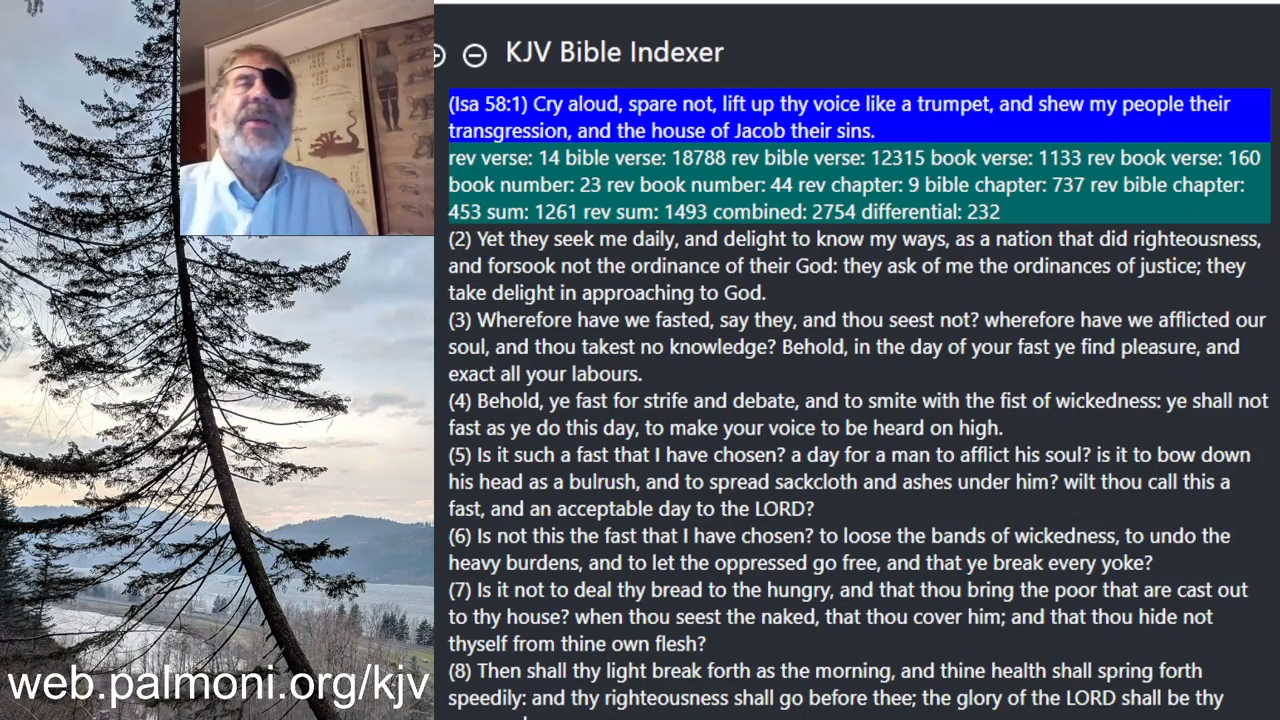 KJV Bible Indexer
(Isa 58:1) Cry aloud, spare not, lift up thy voice like a trumpet, and shew my people their
transgression, and the house of Jacob their sins.
rev verse: 14 bible verse: 18788 rev bible verse: 12315 book verse: 1133 rev book verse: 160
book number: 23 rev book number: 44 rev chapter: 9 bible chapter: 737 rev bible chapter:
453 sum: 1261 rev sum: 1493 combined: 2754 differential: 232
(2) Yet they seek me daily, and delight to know my ways, as a nation that did righteousness,
and forsook not the ordinance of their God: they ask of me the ordinances of justice; they
take delight in approaching to God.
(3) Wherefore have we fasted, say they, and thou seest not? wherefore have we afflicted our
soul, and thou takest no knowledge? Behold, in the day of your fast ye find pleasure, and
exact all your labours.
(4) Behold, ye fast for strife and debate, and to smite with the fist of wickedness: ye shall not
fast as ye do this day, to make your voice to be heard on high.
(5) Is it such a fast that I have chosen? a day for a man to afflict his soul? is it to bow down
his head as a bulrush, and to spread sackcloth and ashes under him? wilt thou call this a
fast, and an acceptable day to the LORD?
(6) Is not this the fast that I have chosen? to loose the bands of wickedness, to undo the
heavy burdens, and to let the oppressed go free, and that ye break every yoke?
(7) Is it not to deal thy bread to the hungry, and that thou bring the poor that are cast out
to thy house? when thou seest the naked, that thou cover him; and that thou hide not
thyself from thine own flesh?
(8) Then shall thy light break forth as the morning, and thine health shall spring forth
speedily: and thy righteousness shall go before thee; the glory of the LORD shall be thy
web.palmoni.org/kjv